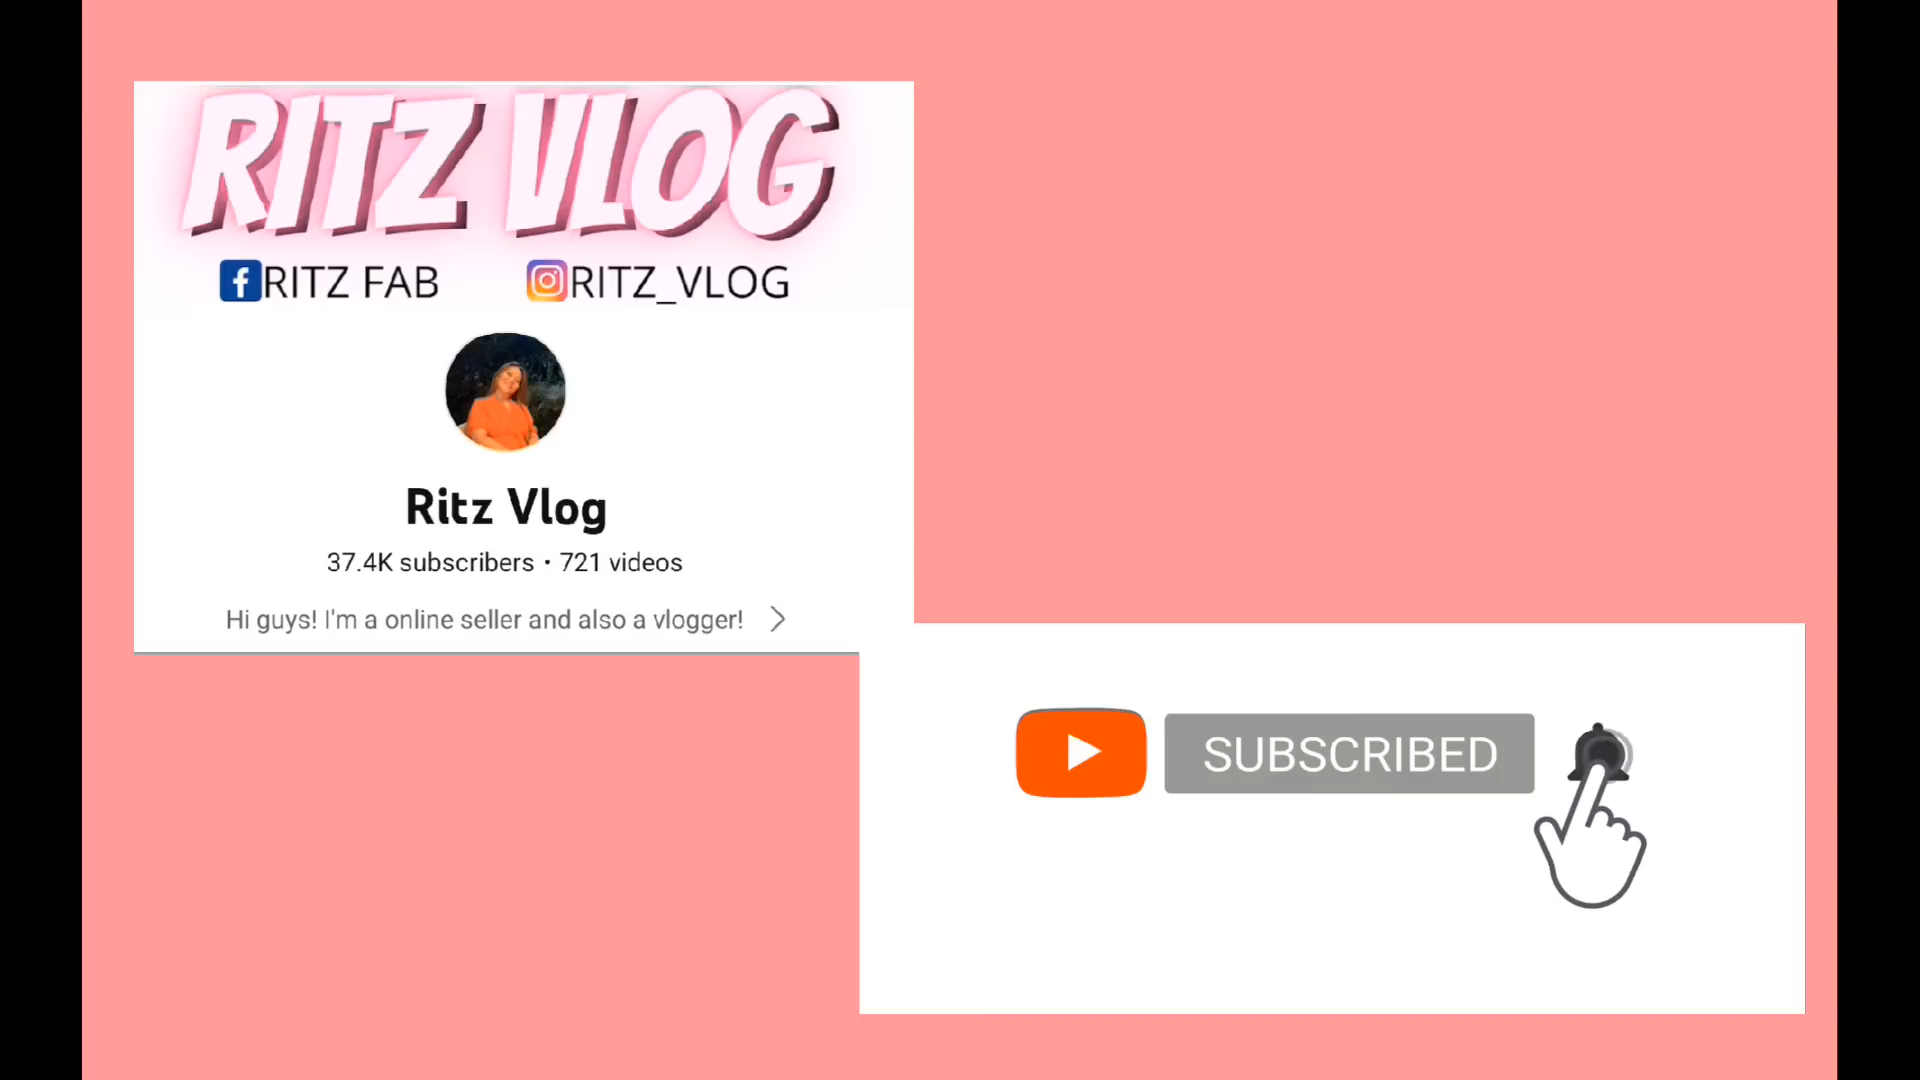 RITZ VLOG
RITZ FAB RITZ_VLOG
Ritz Vlog
37.4K subscribers • 721 videos
Hi guys! I'm a online seller and also a vlogger!
SUBSCRIBED